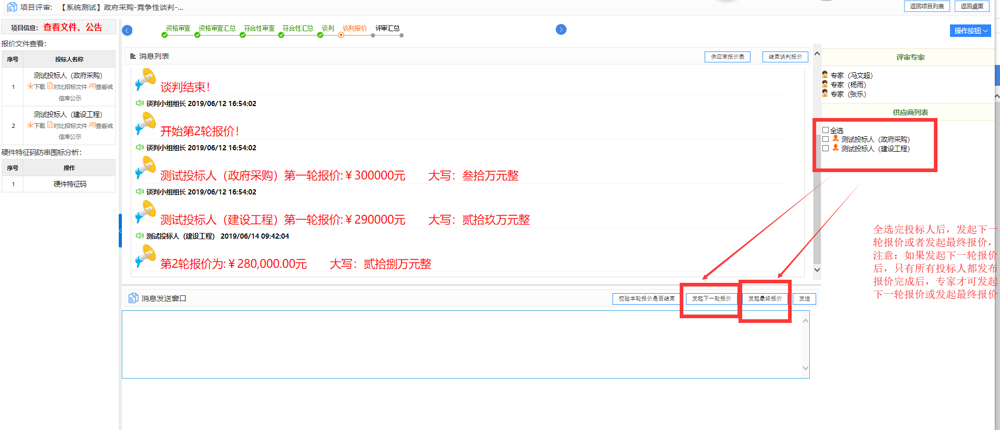 项目评审: 【系统测试】政府采购-竞争性谈判-...
返回项目列表
返回桌面
项目信息: 查看文件、公告
报价文件查看:
序号 投标人名称
1 测试投标人（政府采购）
下载 对比招标文件 查看诚
信库公示
2 测试投标人（建设工程）
下载 对比招标文件 查看诚
信库公示
硬件特征码防串围标分析:
序号 操作
1 硬件特征码
资格审查 资格审查汇总 符合性审查 符合性汇总 谈判 谈判报价 评审汇总
操作按钮
消息列表
供应商报价表
结束谈判报价
谈判结束！
谈判小组组长 2019/06/12 16:54:02
开始第2轮报价！
谈判小组组长 2019/06/12 16:54:02
测试投标人（政府采购）第一轮报价:￥300000元 大写：叁拾万元整
谈判小组组长 2019/06/12 16:54:02
测试投标人（建设工程）第一轮报价:￥290000元 大写：贰拾玖万元整
测试投标人（建设工程） 2019/06/14 09:42:04
第2轮报价为:￥280,000.00元 大写：贰拾捌万元整
评审专家
专家（冯文超）
专家（杨雨）
专家（张乐）
供应商列表
全选
测试投标人（政府采购）
测试投标人（建设工程）
全选完投标人后，发起下一
轮报价或者发起最终报价，
注意：如果发起下一轮报价
后，只有所有投标人都发布
报价完成后，专家才可发起
下一轮报价或发起最终报价
消息发送窗口
校验本轮报价是否结束
发起下一轮报价
发起最终报价
发送